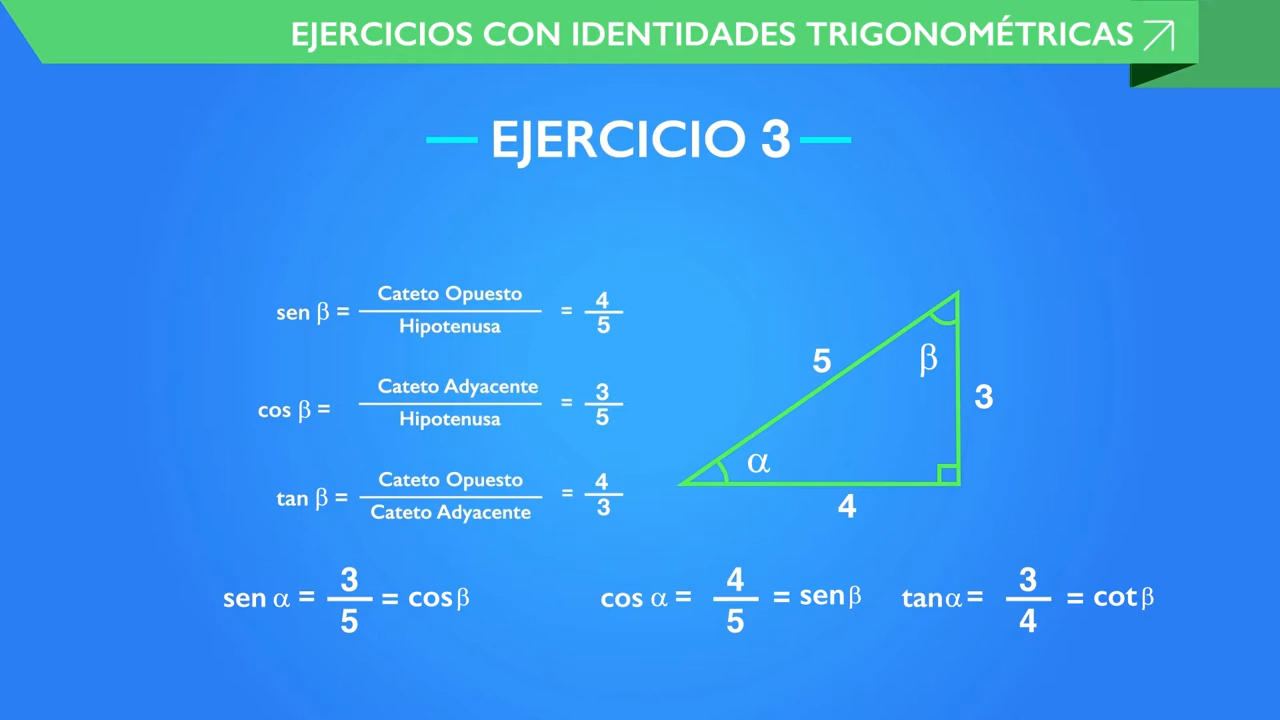 EJERCICIOS CON IDENTIDADES TRIGONOMÉTRICAS
EJERCICIO 3
sen β = Cateto Opuesto / Hipotenusa = 4/5
cos β = Cateto Adyacente / Hipotenusa = 3/5
tan β = Cateto Opuesto / Cateto Adyacente = 4/3
5
β
3
α
4
sen α = 3/5 = cos β
cos α = 4/5 = sen β
tan α = 3/4 = cot β